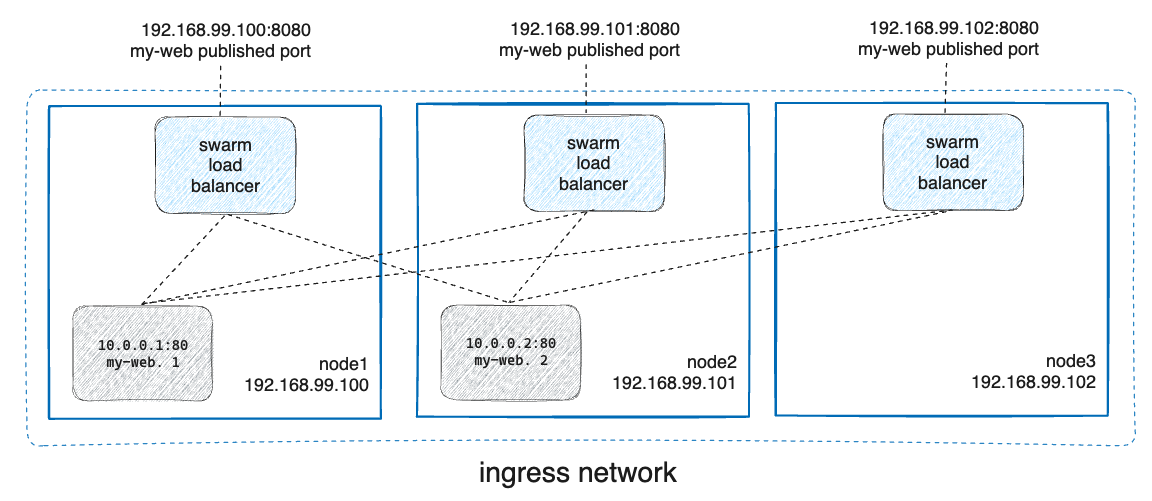 192.168.99.100:8080
my-web published port
192.168.99.101:8080
my-web published port
192.168.99.102:8080
my-web published port
swarm
load
balancer
swarm
load
balancer
swarm
load
balancer
10.0.0.1:80
my-web. 1
node1
192.168.99.100
10.0.0.2:80
my-web. 2
node2
192.168.99.101
node3
192.168.99.102
ingress network